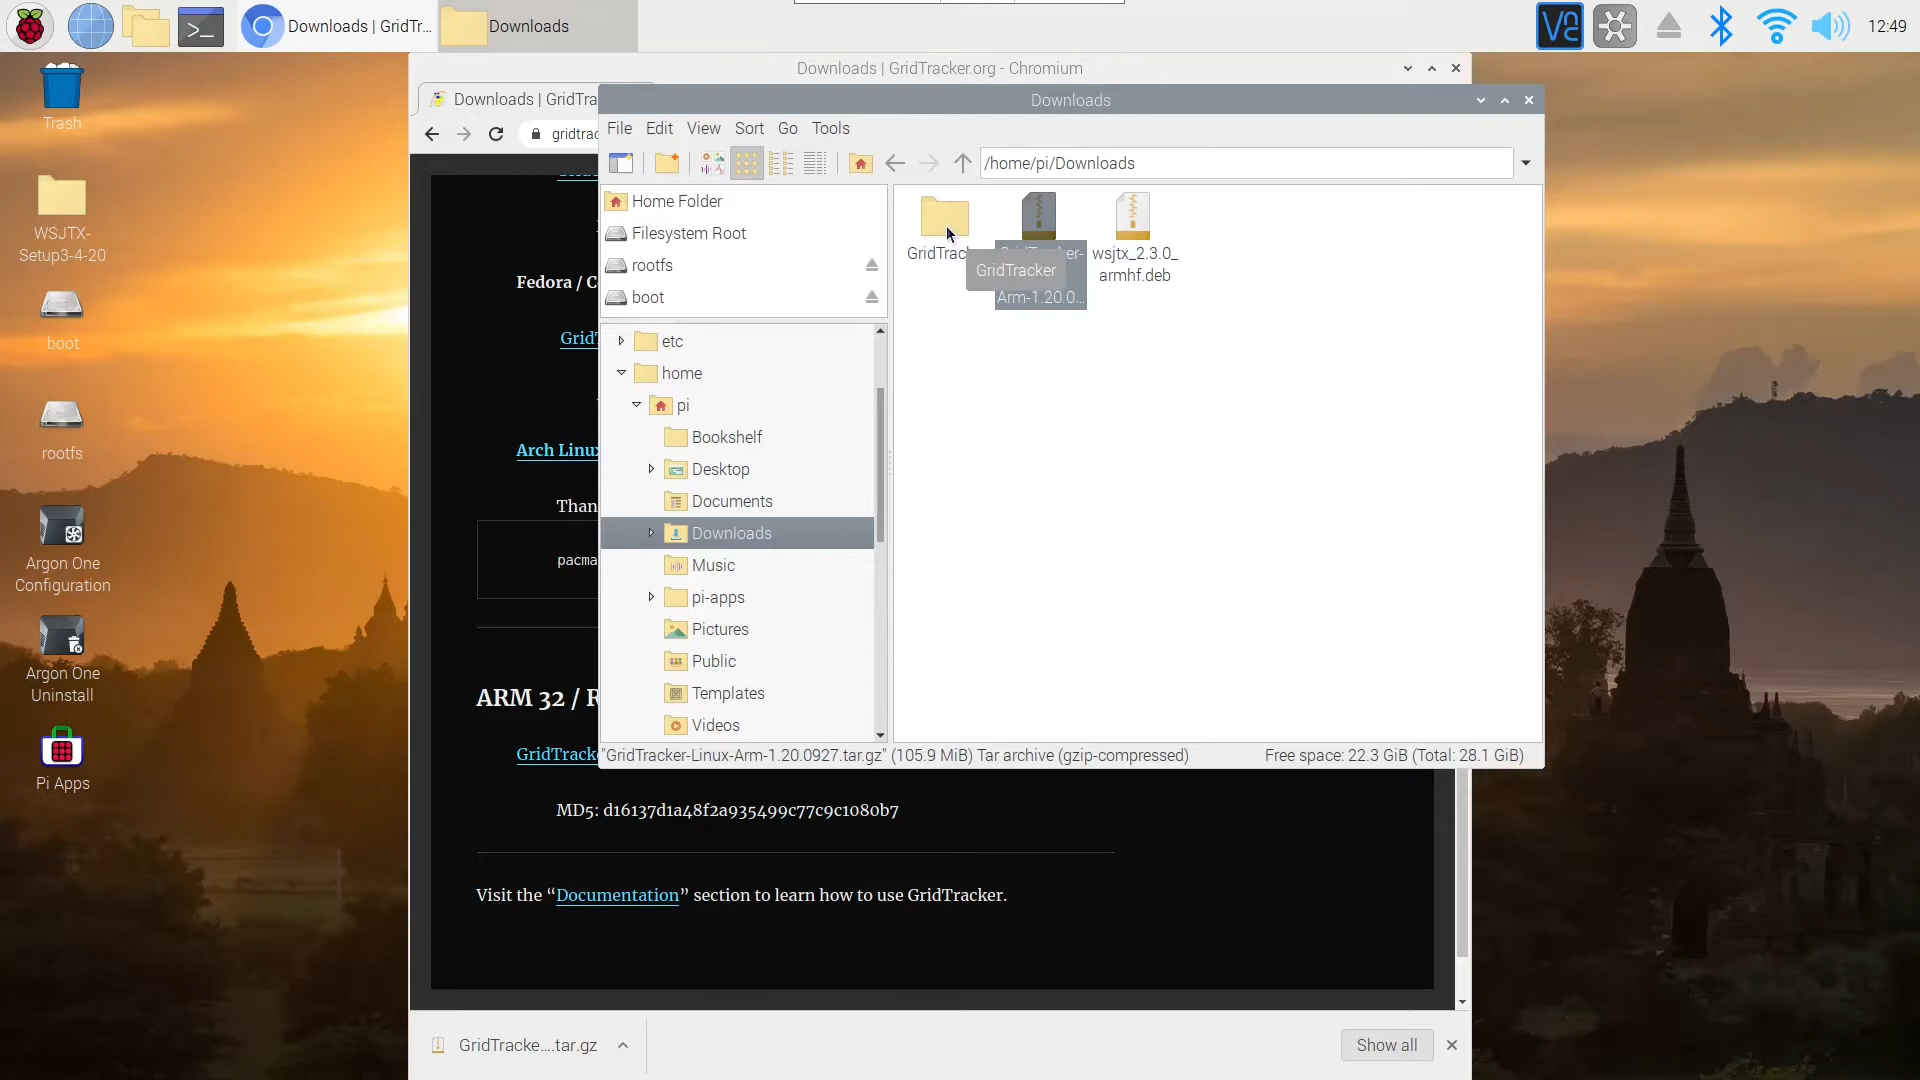 Downloads | GridTr...
Downloads
VC
12:49
Trash
WSJTX-
Setup3-4-20
boot
rootfs
Argon One
Configuration
Argon One
Uninstall
Pi Apps
Downloads | GridTracker.org - Chromium
Downloads | GridTra
gridtrac
Fedora / C
GridT
Arch Linux
Than
pacma
ARM 32 / R
GridTracke
MD5: d16137d1a48f2a935499c77c9c1080b7
Visit the “Documentation” section to learn how to use GridTracker.
Downloads
File Edit View Sort Go Tools
/home/pi/Downloads
Home Folder
Filesystem Root
rootfs
boot
etc
home
pi
Bookshelf
Desktop
Documents
Downloads
Music
pi-apps
Pictures
Public
Templates
Videos
GridTrac
GridTracker
er-
Arm-1.20.0...
wsjtx_2.3.0_
armhf.deb
"GridTracker-Linux-Arm-1.20.0927.tar.gz" (105.9 MiB) Tar archive (gzip-compressed)
Free space: 22.3 GiB (Total: 28.1 GiB)
GridTracke....tar.gz
Show all